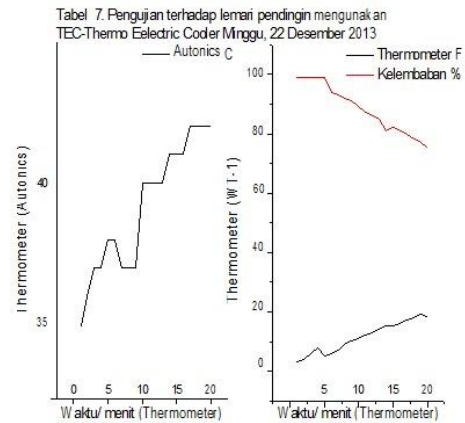 Tabel 7. Pengujian terhadap lemari pendingin mengunakan
TEC-Thermo Eelectric Cooler Minggu, 22 Desember 2013
Autonics C
Thermometer (Autonics)
40
35
0 5 10 15 20
Waktu/ menit (Thermometer)
Thermometer F
Kelembaban %
Thermometer (WT-1)
100
80
60
40
20
0
5 10 15 20
Waktu/ menit (Thermometer)